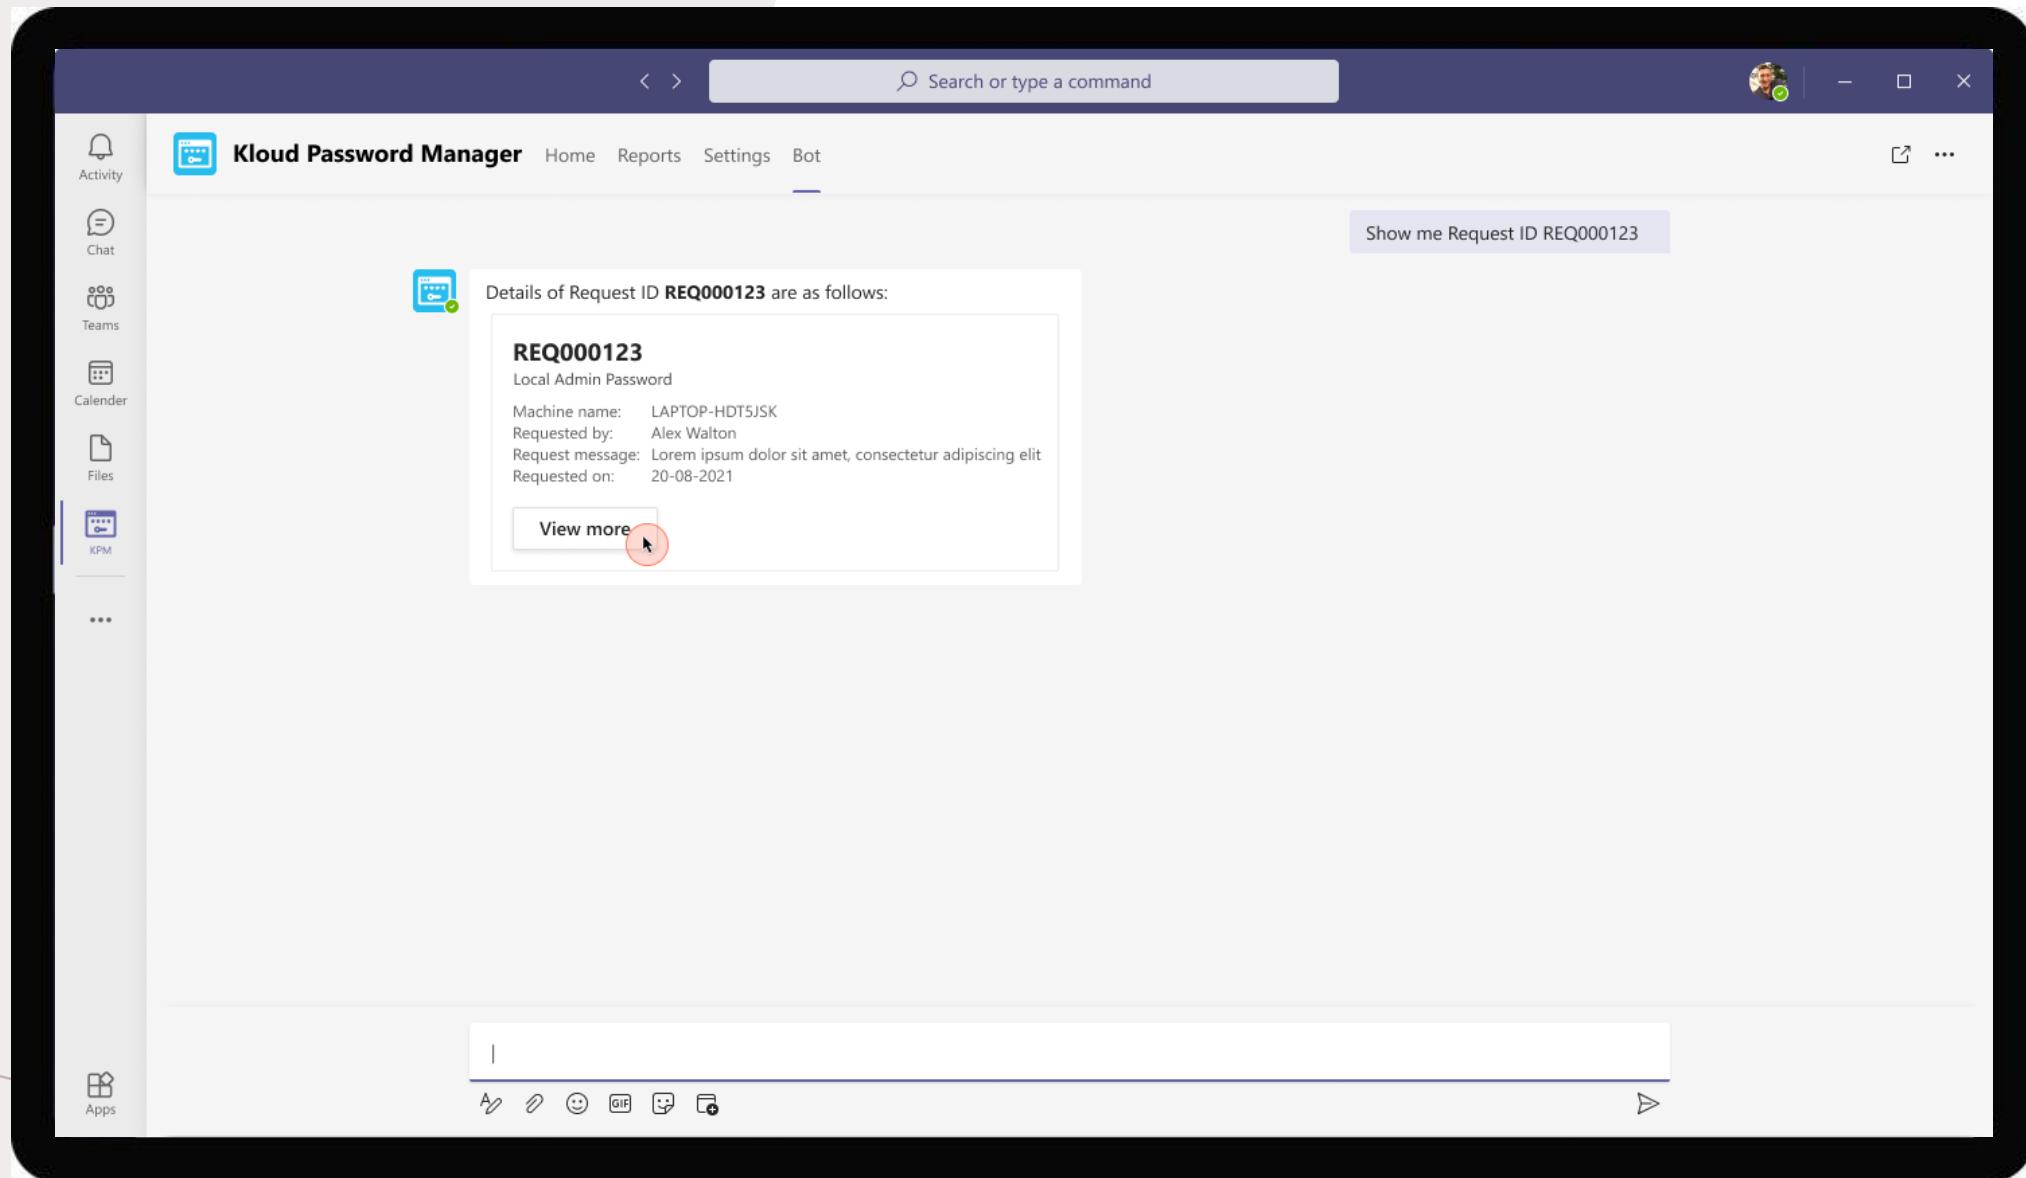 Search or type a command
Kloud Password Manager Home Reports Settings Bot
Activity
Chat
Teams
Calender
Files
KPM
Apps
Show me Request ID REQ000123
Details of Request ID REQ000123 are as follows:
REQ000123
Local Admin Password
Machine name: LAPTOP-HDT5JSK
Requested by: Alex Walton
Request message: Lorem ipsum dolor sit amet, consectetur adipiscing elit
Requested on: 20-08-2021
View more
GIF